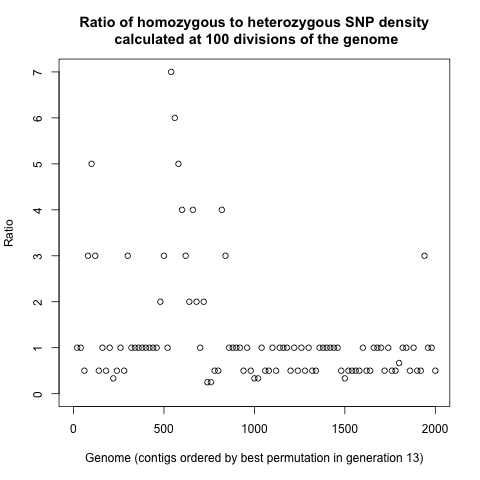 Ratio of homozygous to heterozygous SNP density
calculated at 100 divisions of the genome
Ratio
7
6
5
4
3
2
1
0
0 500 1000 1500 2000
Genome (contigs ordered by best permutation in generation 13)